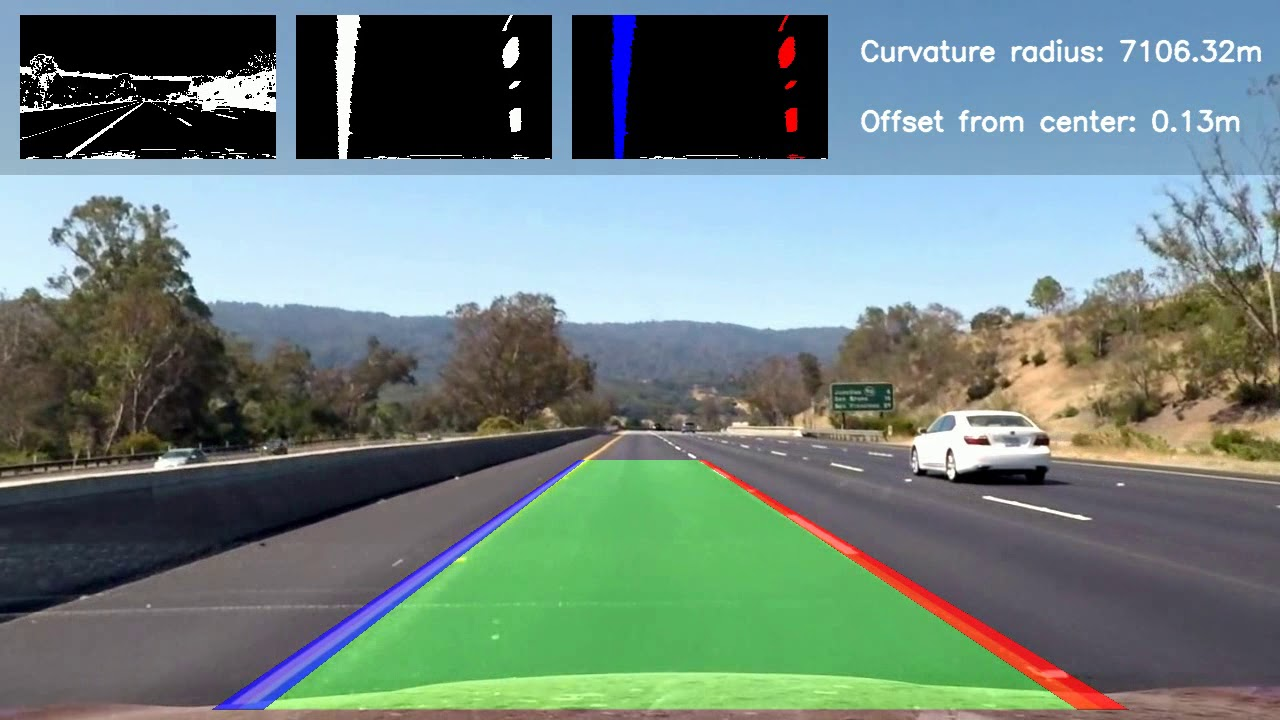 Curvature radius: 7106.32m
Offset from center: 0.13m